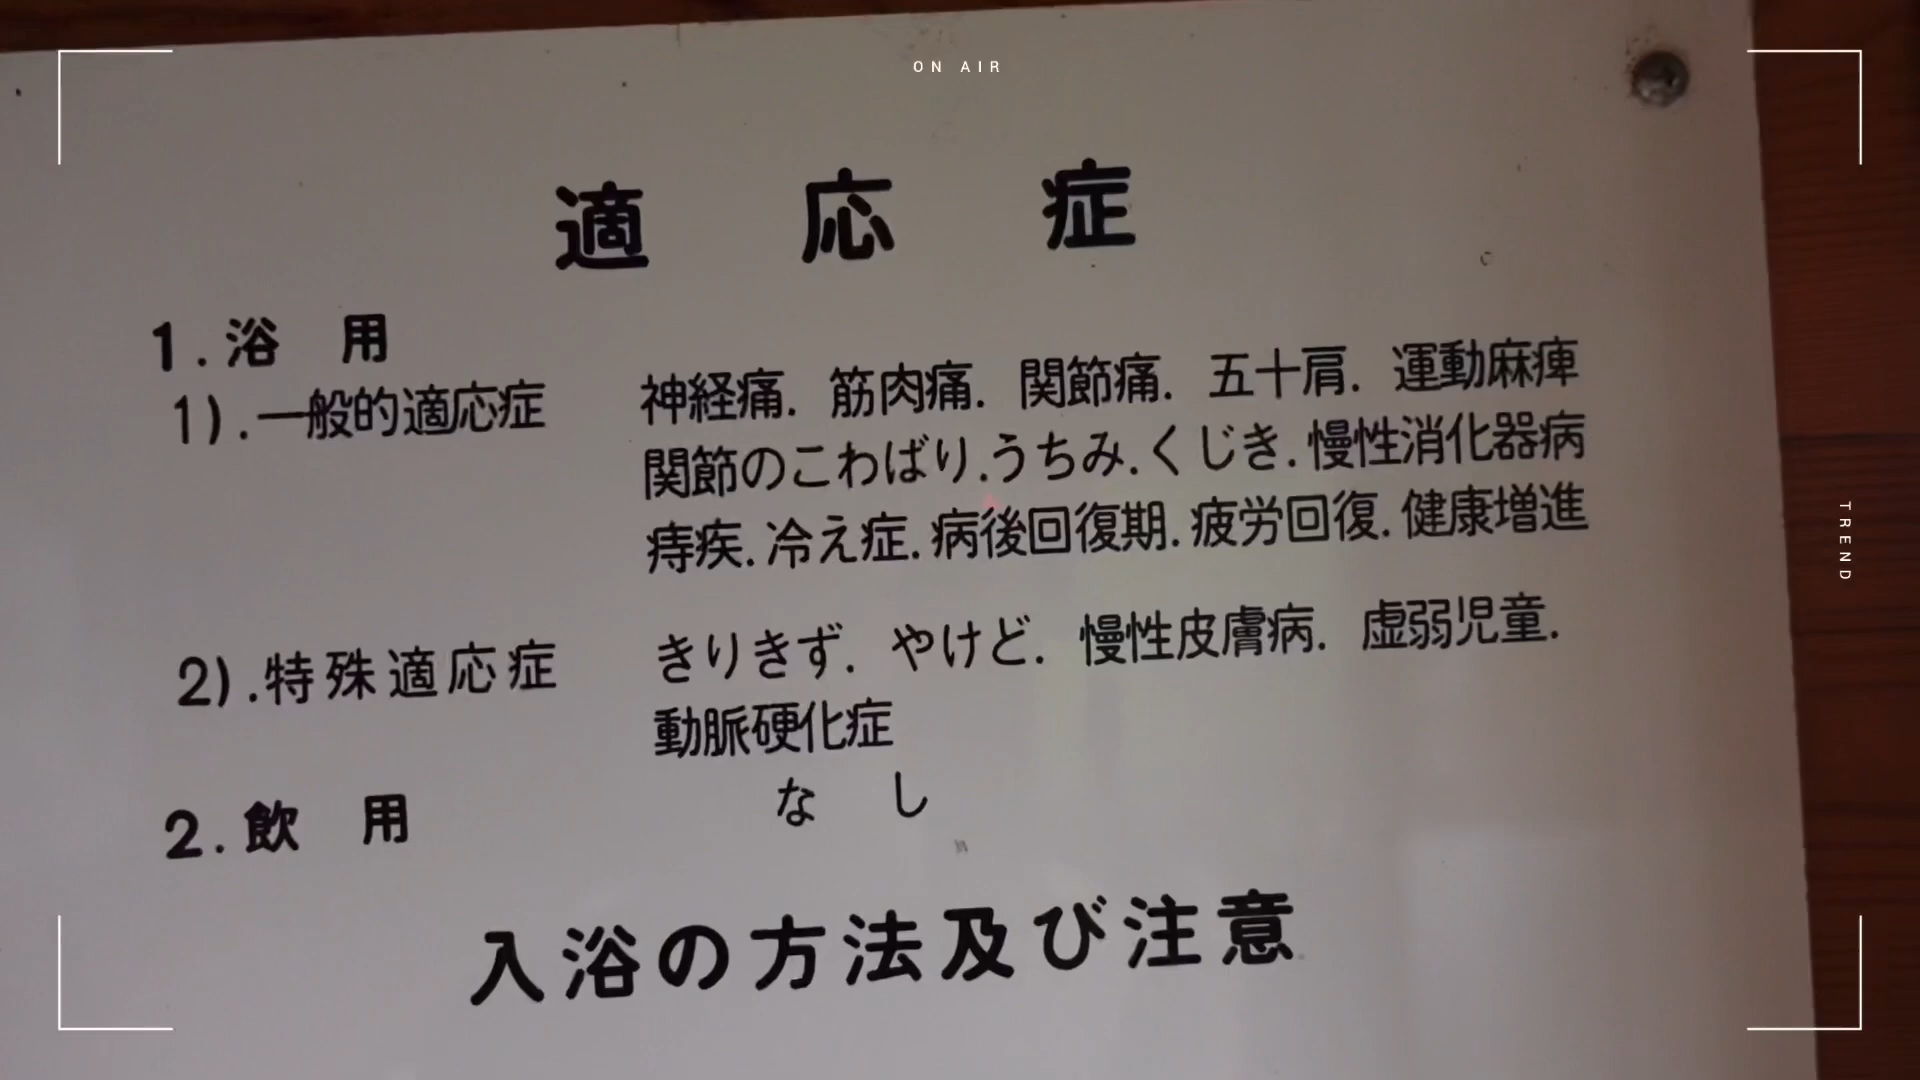 ON AIR
適 応 症
1. 浴 用
1).一般的適応症 神経痛. 筋肉痛. 関節痛. 五十肩. 運動麻痺
関節のこわばり.うちみ.くじき.慢性消化器病
痔疾.冷え症.病後回復期.疲労回復.健康増進
2).特殊適応症 きりきず. やけど. 慢性皮膚病. 虚弱児童.
動脈硬化症
2. 飲 用 な し
入浴の方法及び注意
TREND